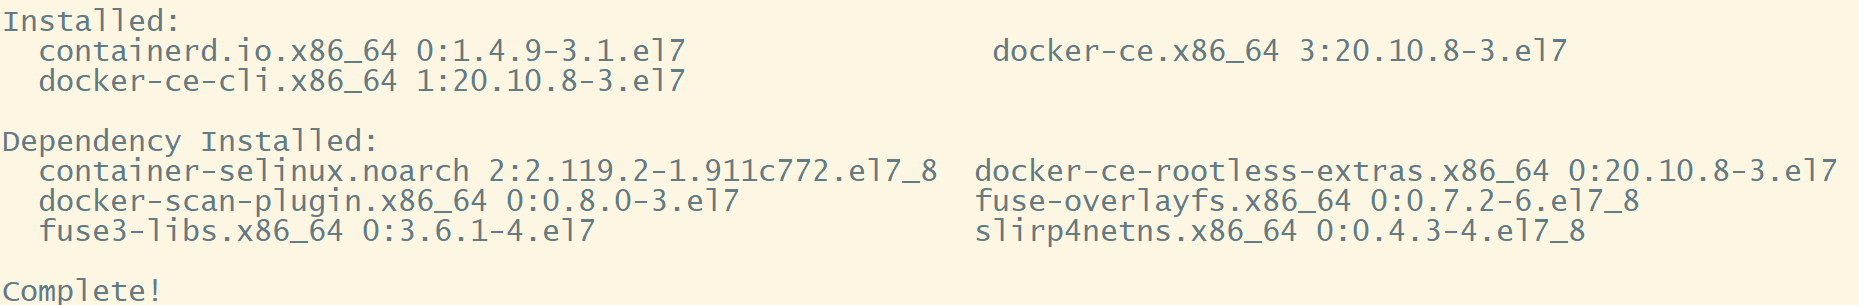 Installed:
  containerd.io.x86_64 0:1.4.9-3.1.el7                 docker-ce.x86_64 3:20.10.8-3.el7
  docker-ce-cli.x86_64 1:20.10.8-3.el7

Dependency Installed:
  container-selinux.noarch 2:2.119.2-1.911c772.el7_8  docker-ce-rootless-extras.x86_64 0:20.10.8-3.el7
  docker-scan-plugin.x86_64 0:0.8.0-3.el7             fuse-overlayfs.x86_64 0:0.7.2-6.el7_8
  fuse3-libs.x86_64 0:3.6.1-4.el7                     slirp4netns.x86_64 0:0.4.3-4.el7_8

Complete!